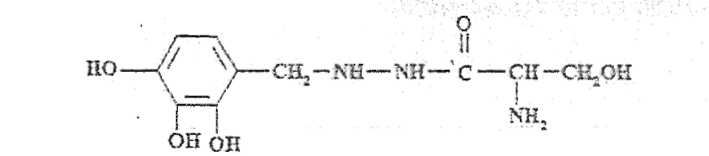 O
HO CH₂ NH NH C CH CH₂OH
NH₂
OH OH